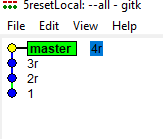 5resetLocal: --all - gitk
File Edit View Help
master 4r
3r
2r
1